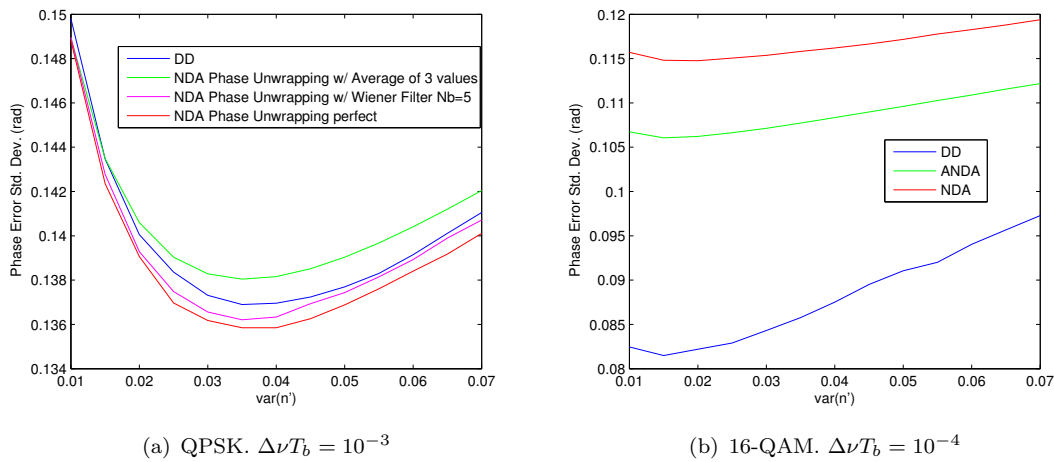 0.15
0.148
0.146
0.144
0.142
0.14
0.138
0.136
0.134
Phase Error Std. Dev. (rad)
DD
NDA Phase Unwrapping w/ Average of 3 values
NDA Phase Unwrapping w/ Wiener Filter Nb=5
NDA Phase Unwrapping perfect
0.01 0.02 0.03 0.04 0.05 0.06 0.07
var(n')
(a) QPSK. ΔνT_b = 10^{-3}
0.12
0.115
0.11
0.105
0.1
0.095
0.09
0.085
0.08
Phase Error Std. Dev. (rad)
DD
ANDA
NDA
0.01 0.02 0.03 0.04 0.05 0.06 0.07
var(n')
(b) 16-QAM. ΔνT_b = 10^{-4}